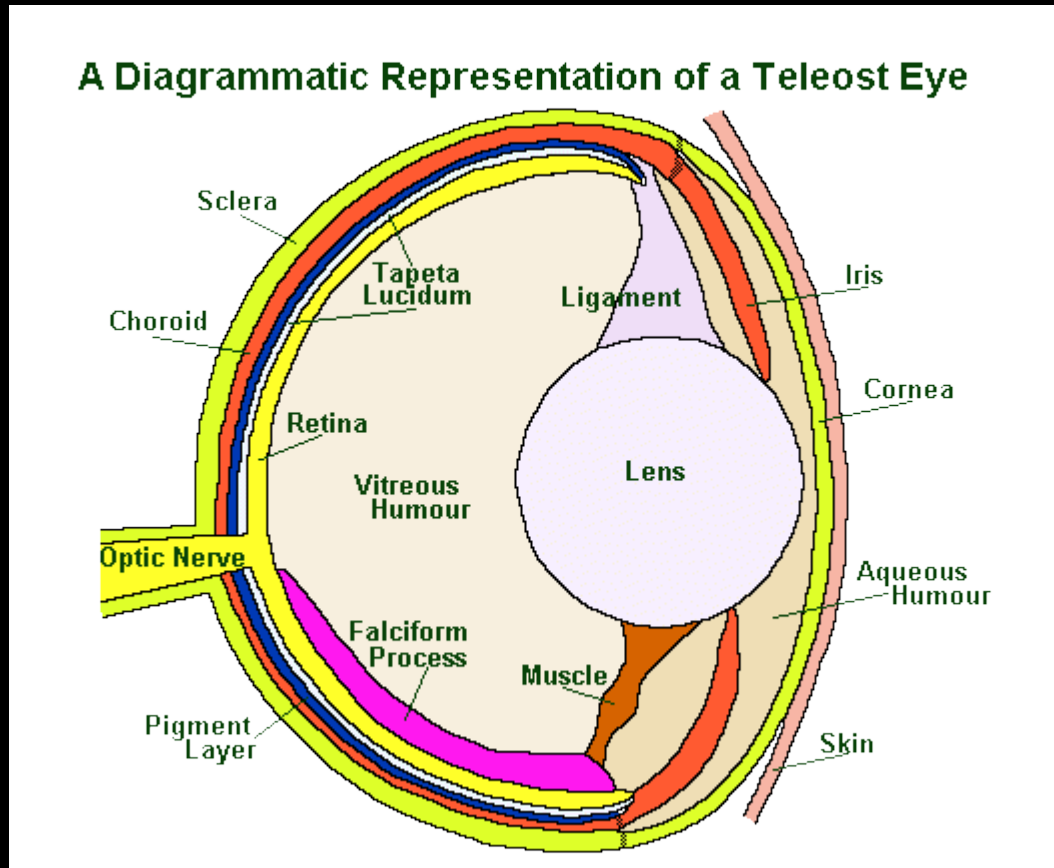 A Diagrammatic Representation of a Teleost Eye
Sclera
Tapeta
Lucidum
Ligament
Iris
Choroid
Cornea
Retina
Lens
Vitreous
Humour
Optic Nerve
Aqueous
Humour
Falciform
Process
Muscle
Pigment
Layer
Skin